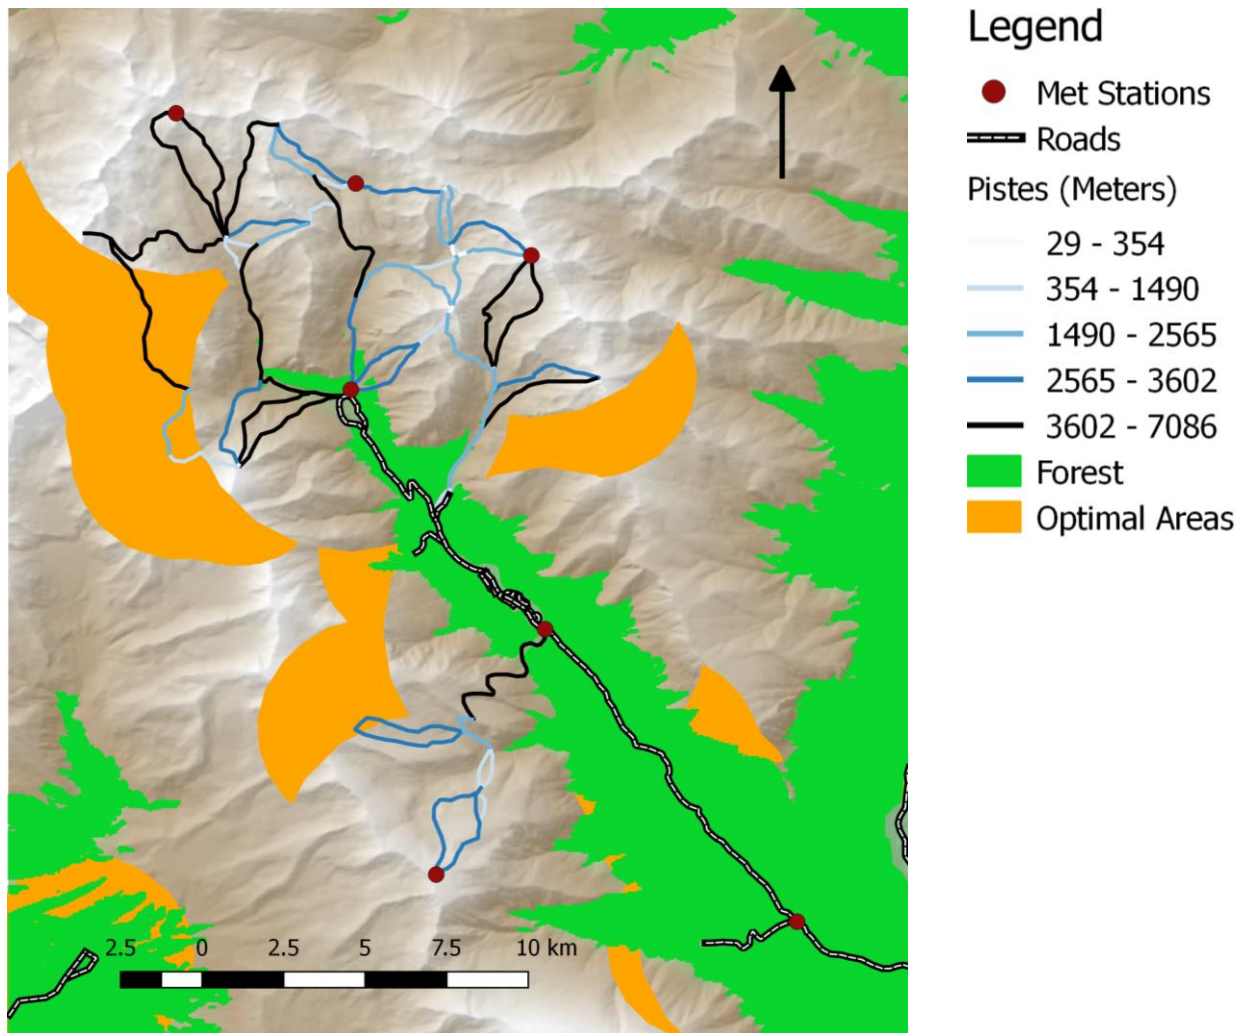 Legend
Met Stations
Roads
Pistes (Meters)
29 - 354
354 - 1490
1490 - 2565
2565 - 3602
3602 - 7086
Forest
Optimal Areas
2.5 0 2.5 5 7.5 10 km